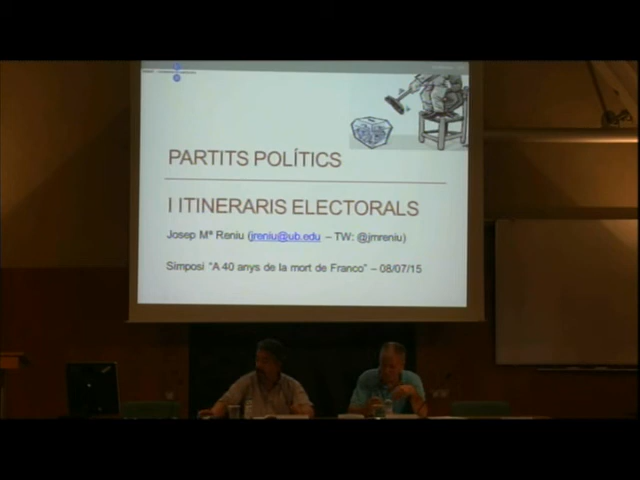 PARTITS POLÍTICS
I ITINERARIS ELECTORALS
Josep Mª Reniu (jreniu@ub.edu – TW: @jmreniu)
Simposi “A 40 anys de la mort de Franco” – 08/07/15